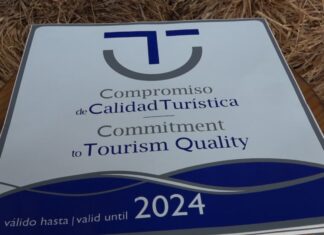 Compromiso
de Calidad Turística
Commitment
to Tourism Quality
válido hasta | valid until 2024